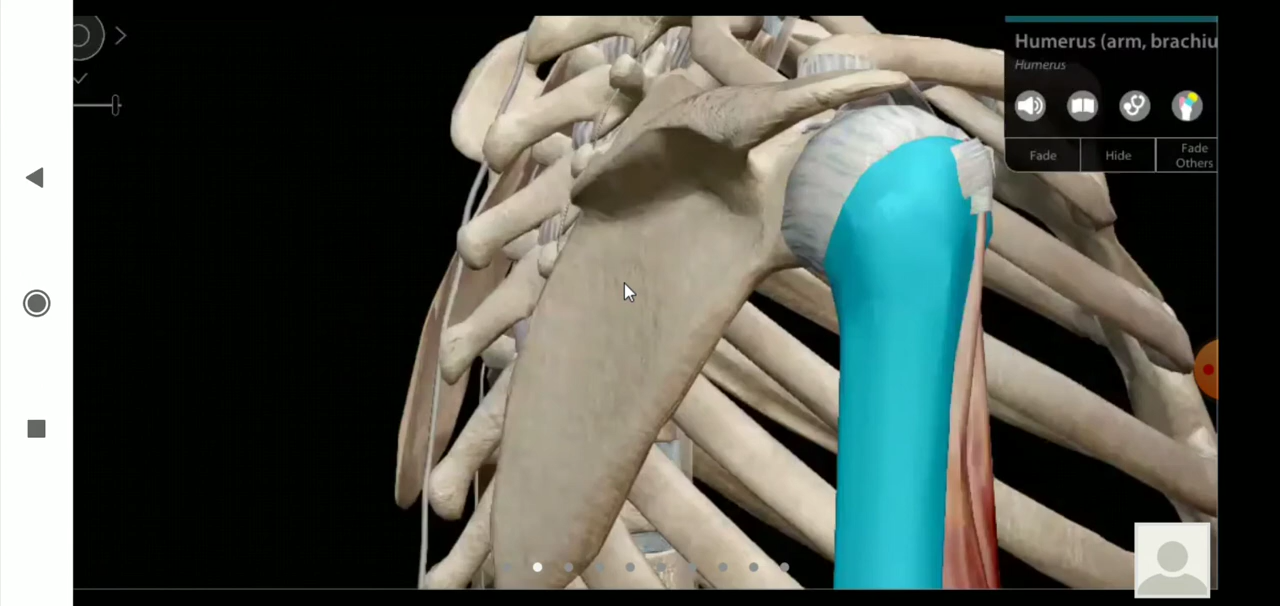 Humerus (arm, brachiu
Humerus
Fade
Hide
Fade
Others